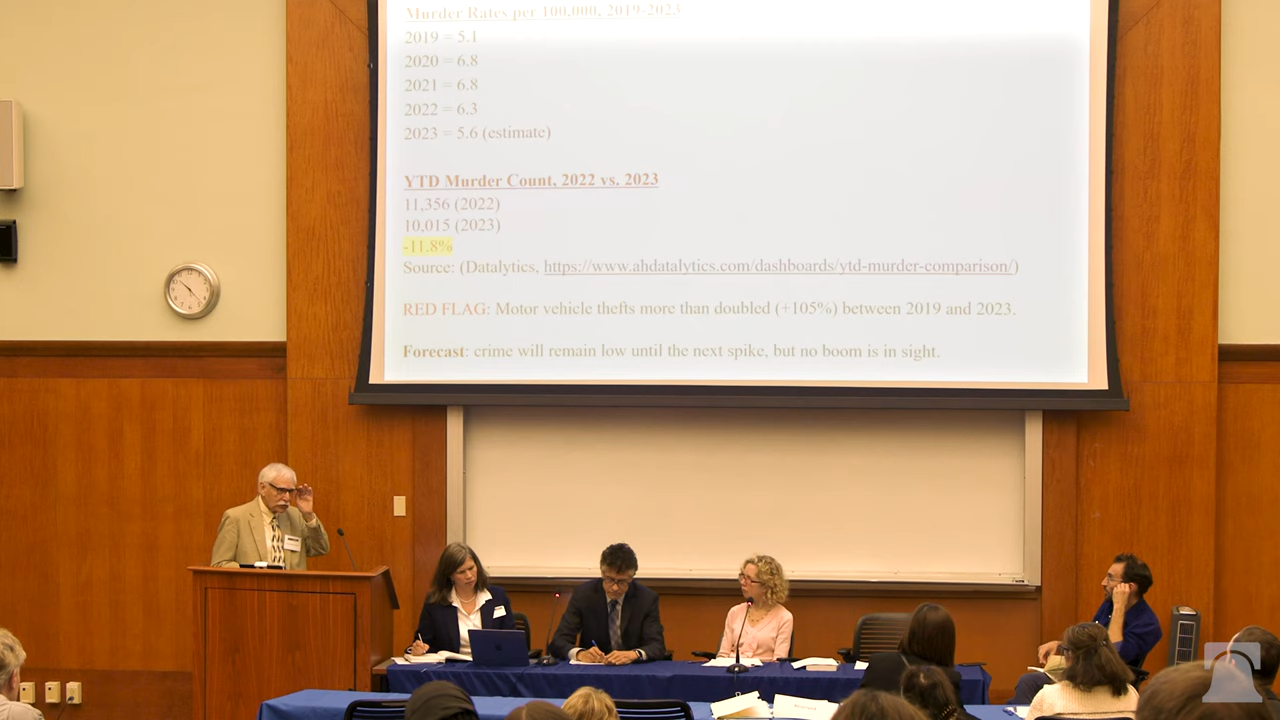 Murder Rates per 100,000, 2019-2023
2019 = 5.1
2020 = 6.8
2021 = 6.8
2022 = 6.3
2023 = 5.6 (estimate)
YTD Murder Count, 2022 vs. 2023
11,356 (2022)
10,015 (2023)
-11.8%
Source: (Datalytics, https://www.ahdatalytics.com/dashboards/ytd-murder-comparison/)
RED FLAG: Motor vehicle thefts more than doubled (+105%) between 2019 and 2023.
Forecast: crime will remain low until the next spike, but no boom is in sight.